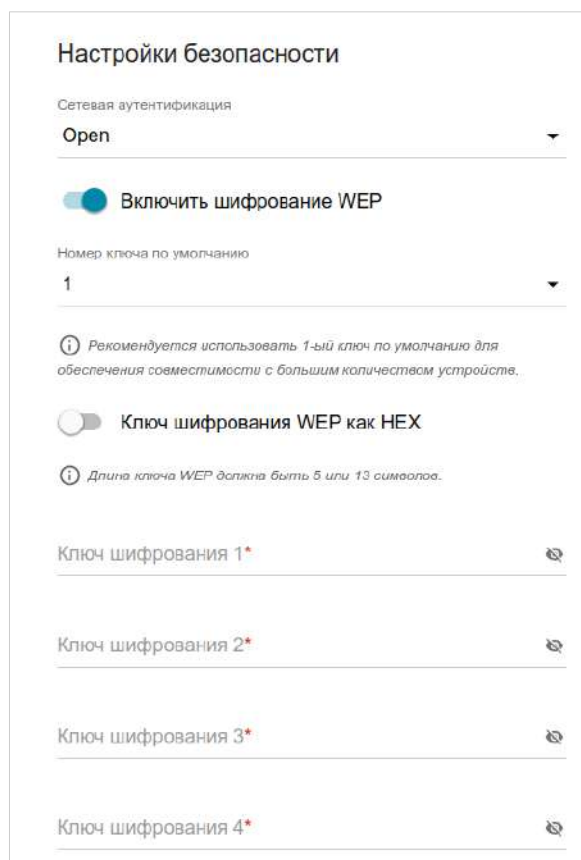 Настройки безопасности
Сетевая аутентификация
Open
Включить шифрование WEP
Номер ключа по умолчанию
1
Рекомендуется использовать 1-ый ключ по умолчанию для
обеспечения совместимости с большим количеством устройств.
Ключ шифрования WEP как HEX
Длина ключа WEP должна быть 5 или 13 символов.
Ключ шифрования 1*
Ключ шифрования 2*
Ключ шифрования 3*
Ключ шифрования 4*